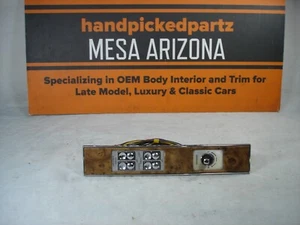 handpickedpartz
MESA ARIZONA
Specializing in OEM Body Interior and Trim for
Late Model, Luxury & Classic Cars